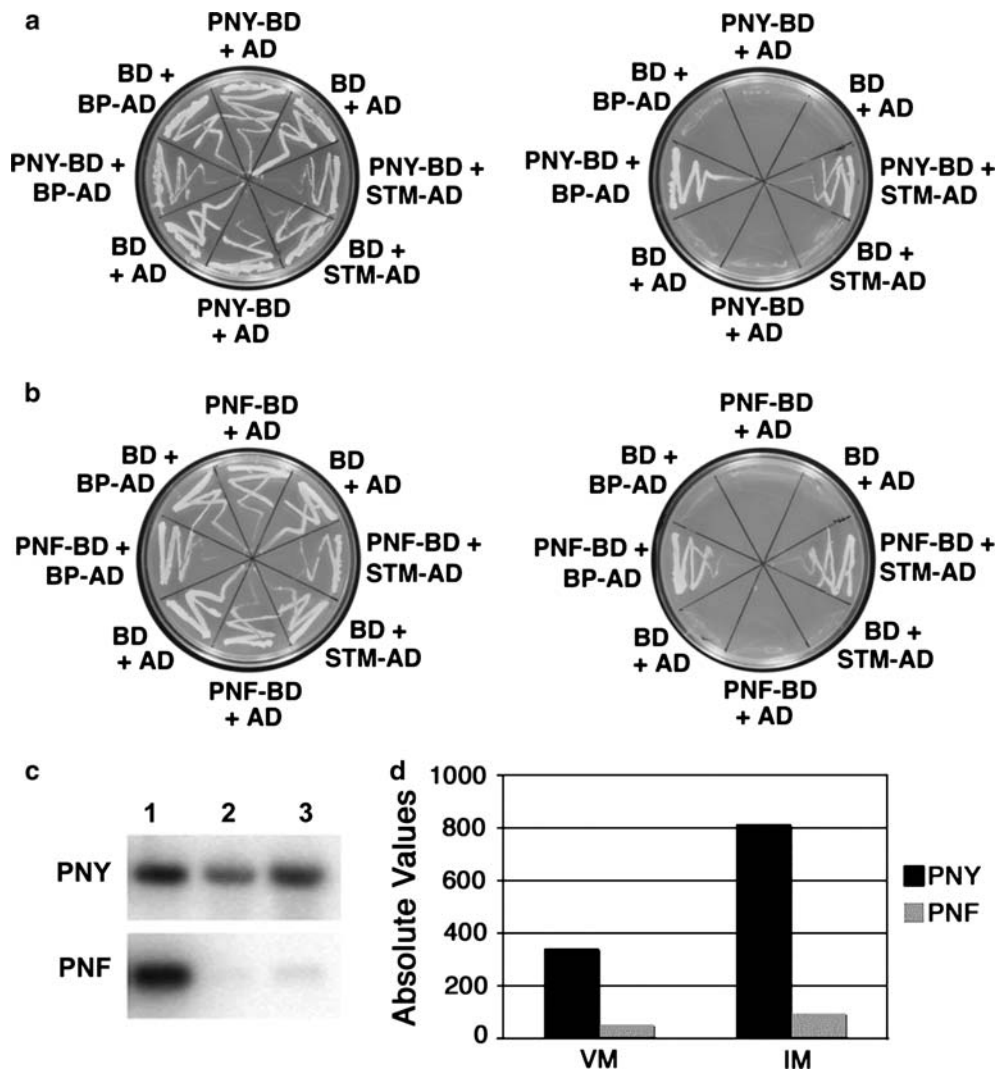 a
PNY-BD
+ AD
BD +
BP-AD
BD
+ AD
PNY-BD +
BP-AD
PNY-BD +
STM-AD
BD
+ AD
BD +
STM-AD
PNY-BD
+ AD
PNY-BD
+ AD
BD +
BP-AD
BD
+ AD
PNY-BD +
BP-AD
PNY-BD +
STM-AD
BD
+ AD
BD +
STM-AD
PNY-BD
+ AD
b
PNF-BD
+ AD
BD +
BP-AD
BD
+ AD
PNF-BD +
BP-AD
PNF-BD +
STM-AD
BD
+ AD
BD +
STM-AD
PNF-BD
+ AD
PNF-BD
+ AD
BD +
BP-AD
BD
+ AD
PNF-BD +
BP-AD
PNF-BD +
STM-AD
BD
+ AD
BD +
STM-AD
PNF-BD
+ AD
c
1 2 3
PNY
PNF
d
Absolute Values
1000
800
600
400
200
0
VM IM
PNY
PNF